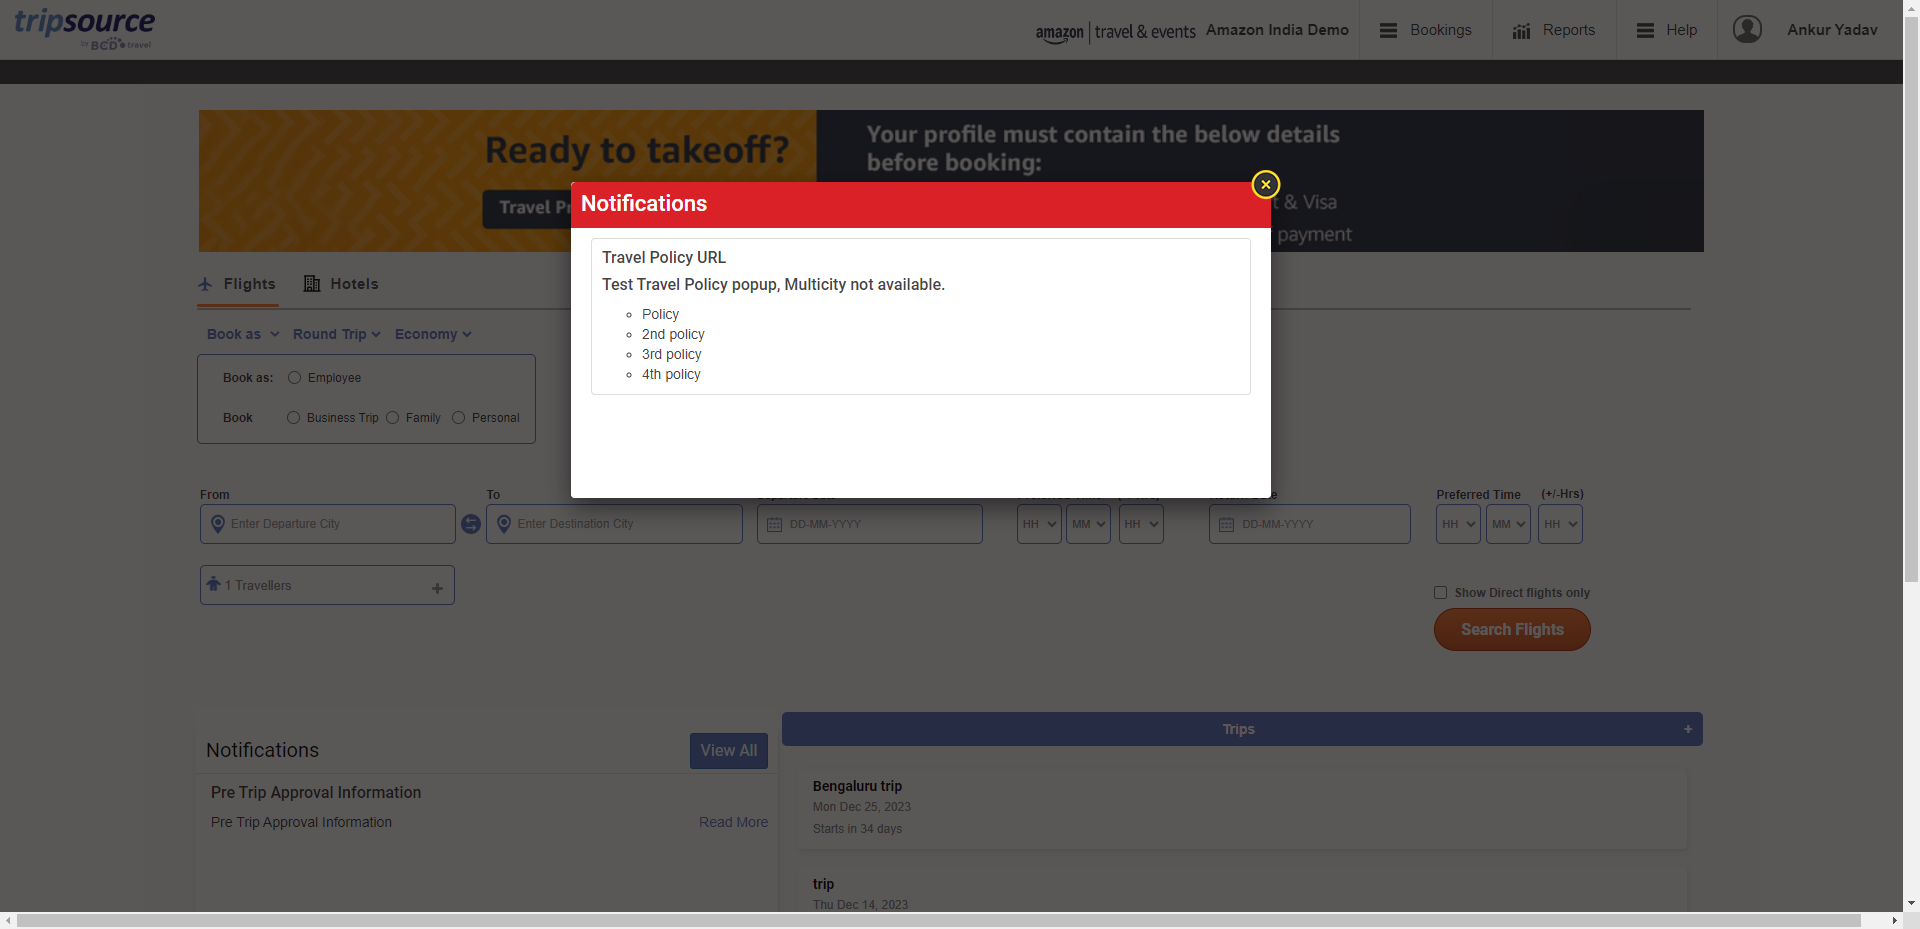 tripsource
by BCD travel
amazon | travel & events
Amazon India Demo
Bookings
Reports
Help
Ankur Yadav
Ready to takeoff?
Your profile must contain the below details
before booking:
Travel
& Visa
payment
Notifications
Travel Policy URL
Test Travel Policy popup, Multicity not available.
Policy
2nd policy
3rd policy
4th policy
Flights
Hotels
Book as
Round Trip
Economy
Book as:
Employee
Book
Business Trip
Family
Personal
From
To
Preferred Time
(+/-Hrs)
Enter Departure City
Enter Destination City
DD-MM-YYYY
HH
MM
HH
DD-MM-YYYY
HH
MM
HH
1 Travellers
+
Show Direct flights only
Search Flights
Notifications
View All
Pre Trip Approval Information
Pre Trip Approval Information
Read More
Trips
+
Bengaluru trip
Mon Dec 25, 2023
Starts in 34 days
trip
Thu Dec 14, 2023